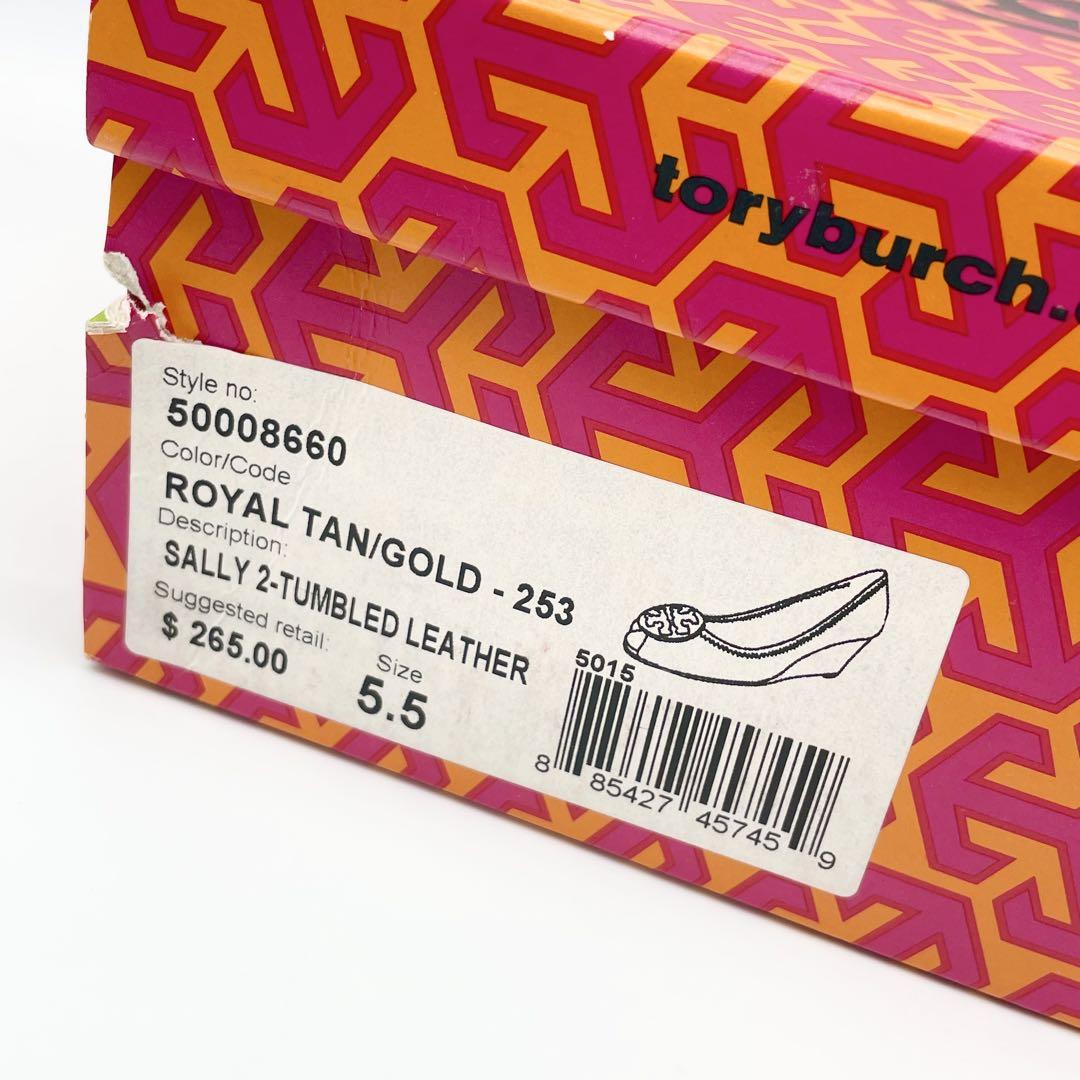 toryburch.
Style no:
50008660
Color/Code
ROYAL TAN/GOLD - 253
Description:
SALLY 2-TUMBLED LEATHER
Suggested retail:
$ 265.00
Size
5.5
5015
8 85427 45745 9